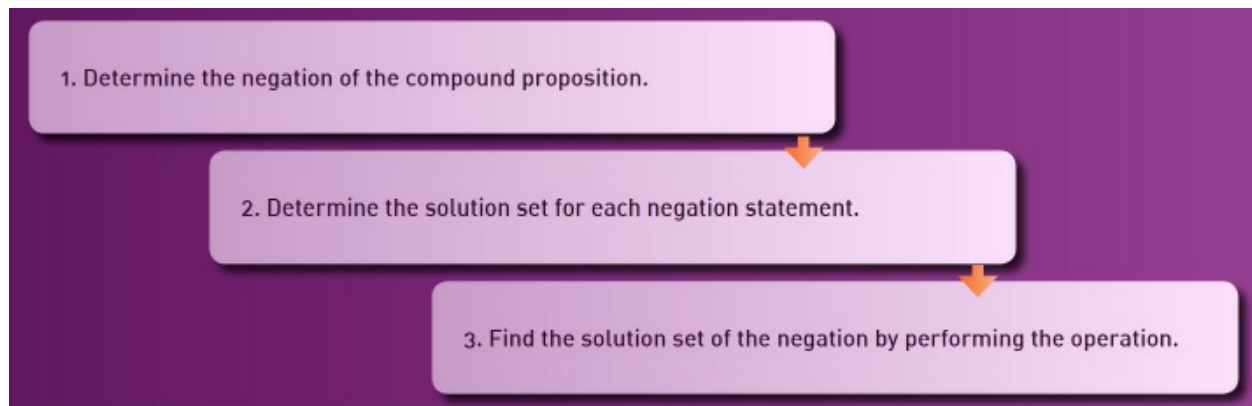 1. Determine the negation of the compound proposition.
2. Determine the solution set for each negation statement.
3. Find the solution set of the negation by performing the operation.